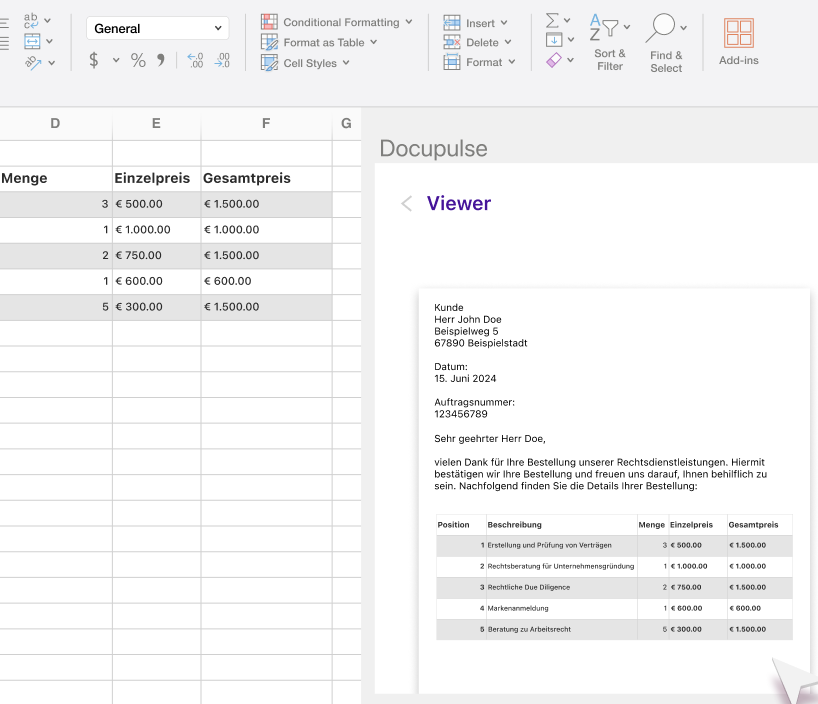 ab
General
Conditional Formatting
Format as Table
Cell Styles
Insert
Delete
Format
Sort & Filter
Find & Select
Add-ins
$ % 9 .00 .00
D E F G
Menge Einzelpreis Gesamtpreis
3 € 500.00 € 1.500.00
1 € 1.000.00 € 1.000.00
2 € 750.00 € 1.500.00
1 € 600.00 € 600.00
5 € 300.00 € 1.500.00
Docupulse
Viewer
Kunde
Herr John Doe
Beispielweg 5
67890 Beispielstadt
Datum:
15. Juni 2024
Auftragsnummer:
123456789
Sehr geehrter Herr Doe,
vielen Dank für Ihre Bestellung unserer Rechtsdienstleistungen. Hiermit
bestätigen wir Ihre Bestellung und freuen uns darauf, Ihnen behilflich zu
sein. Nachfolgend finden Sie die Details Ihrer Bestellung:
Position Beschreibung Menge Einzelpreis Gesamtpreis
1 Erstellung und Prüfung von Verträgen 3 € 500.00 € 1.500.00
2 Rechtsberatung für Unternehmensgründung 1 € 1.000.00 € 1.000.00
3 Rechtliche Due Diligence 2 € 750.00 € 1.500.00
4 Markenanmeldung 1 € 600.00 € 600.00
5 Beratung zu Arbeitsrecht 5 € 300.00 € 1.500.00